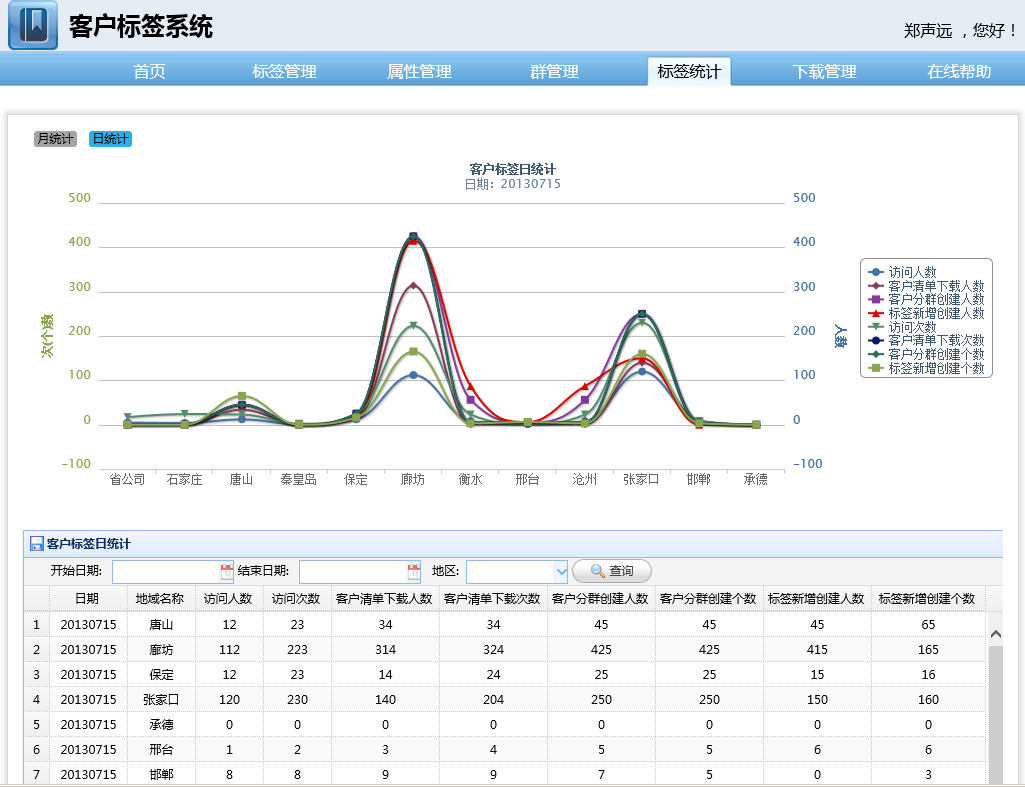 客户标签系统
郑声远 ，您好！
首页 标签管理 属性管理 群管理 标签统计 下载管理 在线帮助
月统计 日统计
客户标签日统计
日期：20130715
500 500
400 400
300 300
200 200
100 100
0 0
-100 -100
次(个)数
人数
省公司 石家庄 唐山 秦皇岛 保定 廊坊 衡水 邢台 沧州 张家口 邯郸 承德
访问人数
客户清单下载人数
客户分群创建人数
标签新增创建人数
访问次数
客户清单下载次数
客户分群创建个数
标签新增创建个数
客户标签日统计
开始日期: 结束日期: 地区: 查询
日期 地域名称 访问人数 访问次数 客户清单下载人数 客户清单下载次数 客户分群创建人数 客户分群创建个数 标签新增创建人数 标签新增创建个数
1 20130715 唐山 12 23 34 34 45 45 45 65
2 20130715 廊坊 112 223 314 324 425 425 415 165
3 20130715 保定 12 23 14 24 25 25 15 16
4 20130715 张家口 120 230 140 204 250 250 150 160
5 20130715 承德 0 0 0 0 0 0 0 0
6 20130715 邢台 1 2 3 4 5 5 6 6
7 20130715 邯郸 8 8 9 9 7 5 0 3